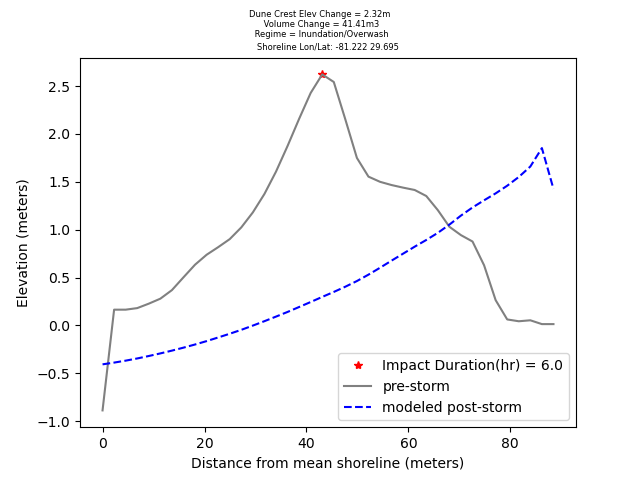 Dune Crest Elev Change = 2.32m
Volume Change = 41.41m3
Regime = Inundation/Overwash
Shoreline Lon/Lat: -81.222 29.695
2.5
2.0
1.5
1.0
0.5
0.0
−0.5
−1.0
Elevation (meters)
Impact Duration(hr) = 6.0
pre-storm
modeled post-storm
0 20 40 60 80
Distance from mean shoreline (meters)